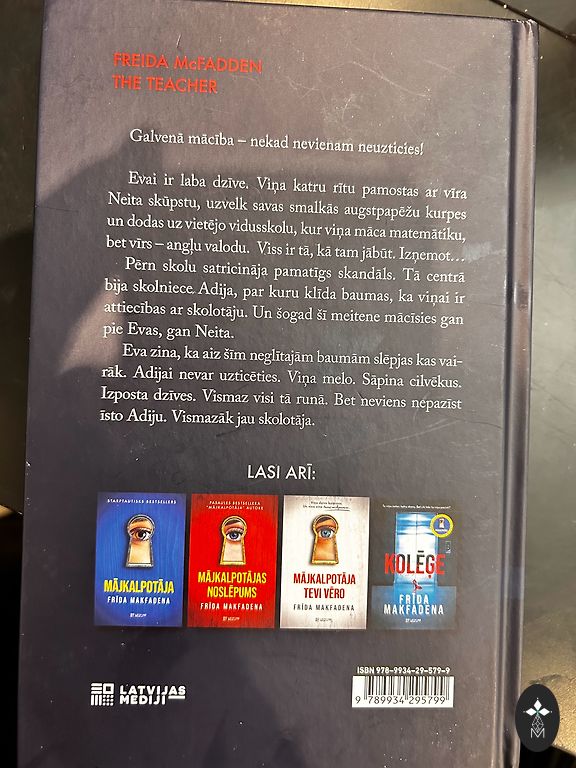 FREIDA McFADDEN
THE TEACHER
Galvenā mācība – nekad nevienam neuzticies!
Evai ir laba dzīve. Viņa katru rītu pamostas ar vīra
Neita skūpstu, uzvelk savas smalkās augstpapēžu kurpes
un dodas uz vietējo vidusskolu, kur viņa māca matemātiku,
bet vīrs – angļu valodu. Viss ir tā, kā tam jābūt. Izņemot…
Pērn skolu satricināja pamatīgs skandāls. Tā centrā
bija skolniece Adija, par kuru klīda baumas, ka viņai ir
attiecības ar skolotāju. Un šogad šī meitene mācīsies gan
pie Evas, gan Neita.
Eva zina, ka aiz šīm neglītajām baumām slēpjas kas vai-
rāk. Adijai nevar uzticēties. Viņa melo. Sāpina cilvēkus.
Izposta dzīves. Vismaz visi tā runā. Bet neviens nepazīst
īsto Adiju. Vismazāk jau skolotāja.
LASI ARĪ:
STARPTAUTISKS BESTSELLERS
MĀJKALPOTĀJA
FRĪDA MAKFADENA
PASAULES BESTSELLERA
"MĀJKALPOTĀJA" AUTORE
MĀJKALPOTĀJAS
NOSLĒPUMS
FRĪDA MAKFADENA
MĀJKALPOTĀJA
TEVI VĒRO
FRĪDA MAKFADENA
KOLĒĢE
FRĪDA
MAKFADENA
ISBN 978-9934-29-579-9
9 789934 295799
LATVIJAS
MEDIJI
M